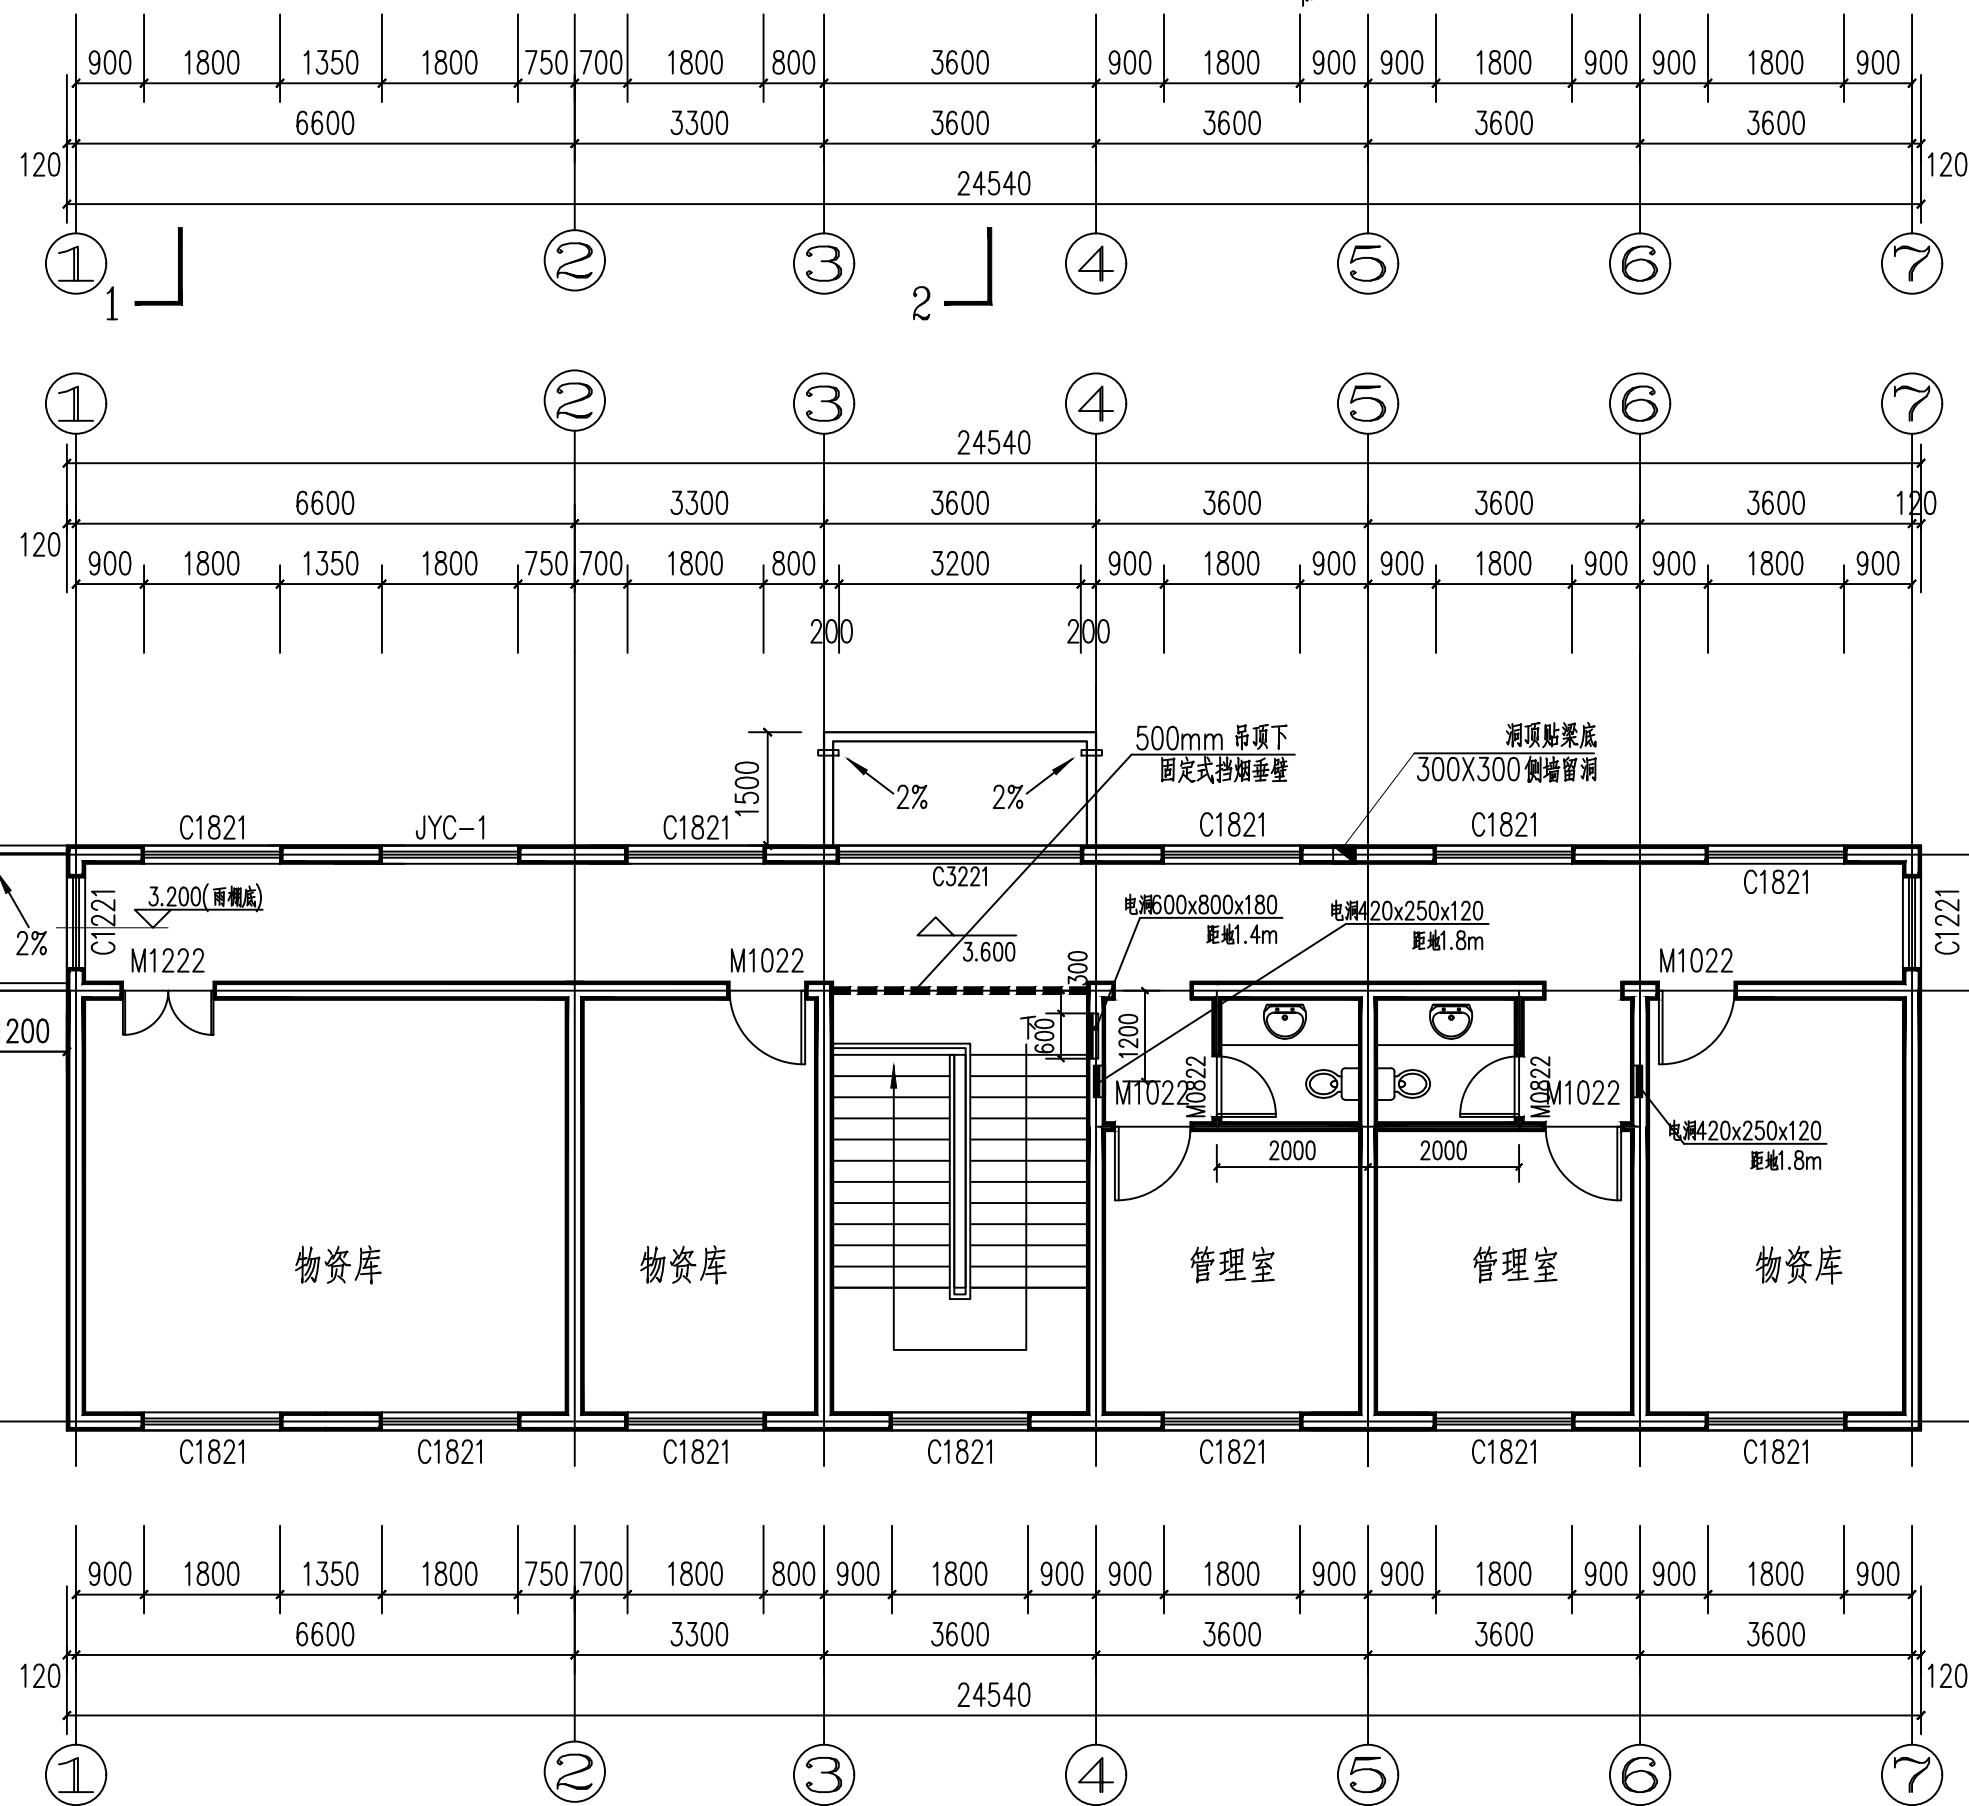 900 1800 1350 1800 750 700 1800 800 3600 900 1800 900 900 1800 900 900 1800 900
6600 3300 3600 3600 3600 3600
120 24540 120
1 2 3 4 5 6 7
1 2
1 2 3 4 5 6 7
24540
6600 3300 3600 3600 3600 3600 120
120
900 1800 1350 1800 750 700 1800 800 3200 900 1800 900 900 1800 900 900 1800 900
200 200
500mm 吊顶下
固定式挡烟垂壁
洞顶贴梁底
300X300侧墙留洞
1500
2% 2%
C1821 JYC-1 C1821 C1821 C1821
C3221 C1821
C1221 3.200(雨棚底) C1221
电洞600x800x180
距地1.4m
电洞420x250x120
距地1.8m
2% M1222 M1022 3.600 300 M1022
200 下 600 1200
M1022 M0822 M0822 M1022
电洞420x250x120
距地1.8m
2000 2000
物资库 物资库 管理室 管理室 物资库
C1821 C1821 C1821 C1821 C1821 C1821 C1821
900 1800 1350 1800 750 700 1800 800 900 1800 900 900 1800 900 900 1800 900 900 1800 900
6600 3300 3600 3600 3600 3600
120 24540 120
1 2 3 4 5 6 7